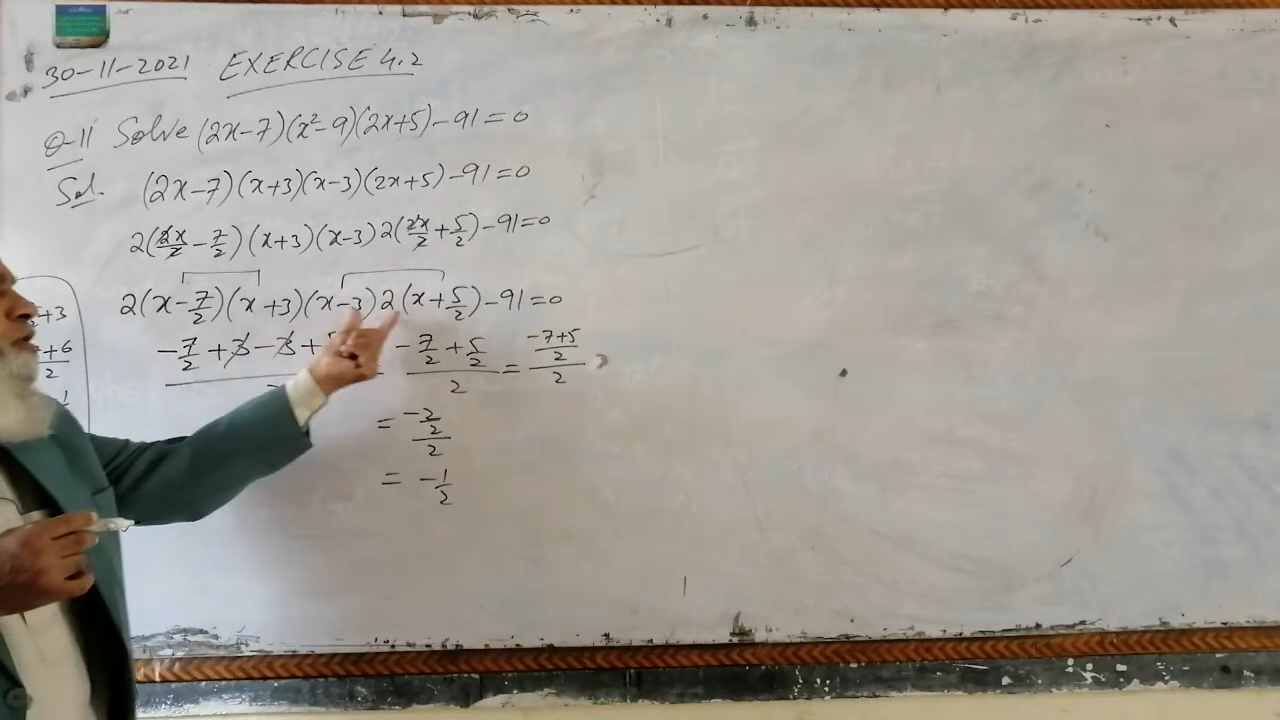 30-11-2021 EXERCISE 4.2
Q-11 Solve (2x-7)(x²-9)(2x+5)-91=0
Sol. (2x-7)(x+3)(x-3)(2x+5)-91=0
2(2x/2-7/2)(x+3)(x-3)2(2x/2+5/2)-91=0
2(x-7/2)(x+3)(x-3)2(x+5/2)-91=0
+3
+6
2
-7/2+3-3+
-7/2+5/2
2
=
-7+5
2
2
= -2/2
2
= -1/2